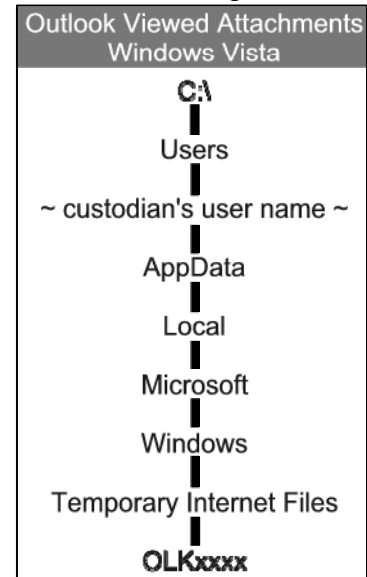 Outlook Viewed Attachments
Windows Vista
C:\
Users
~ custodian's user name ~
AppData
Local
Microsoft
Windows
Temporary Internet Files
OLKxxxx